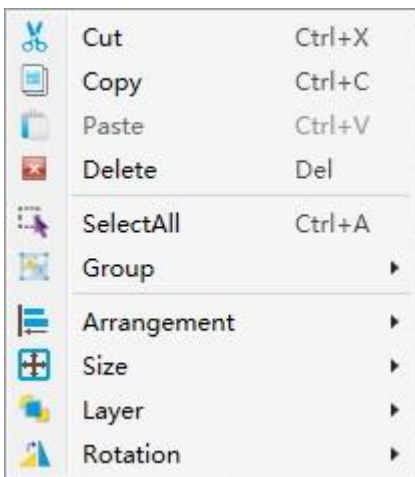 Cut Ctrl+X
Copy Ctrl+C
Paste Ctrl+V
Delete Del
SelectAll Ctrl+A
Group
Arrangement
Size
Layer
Rotation